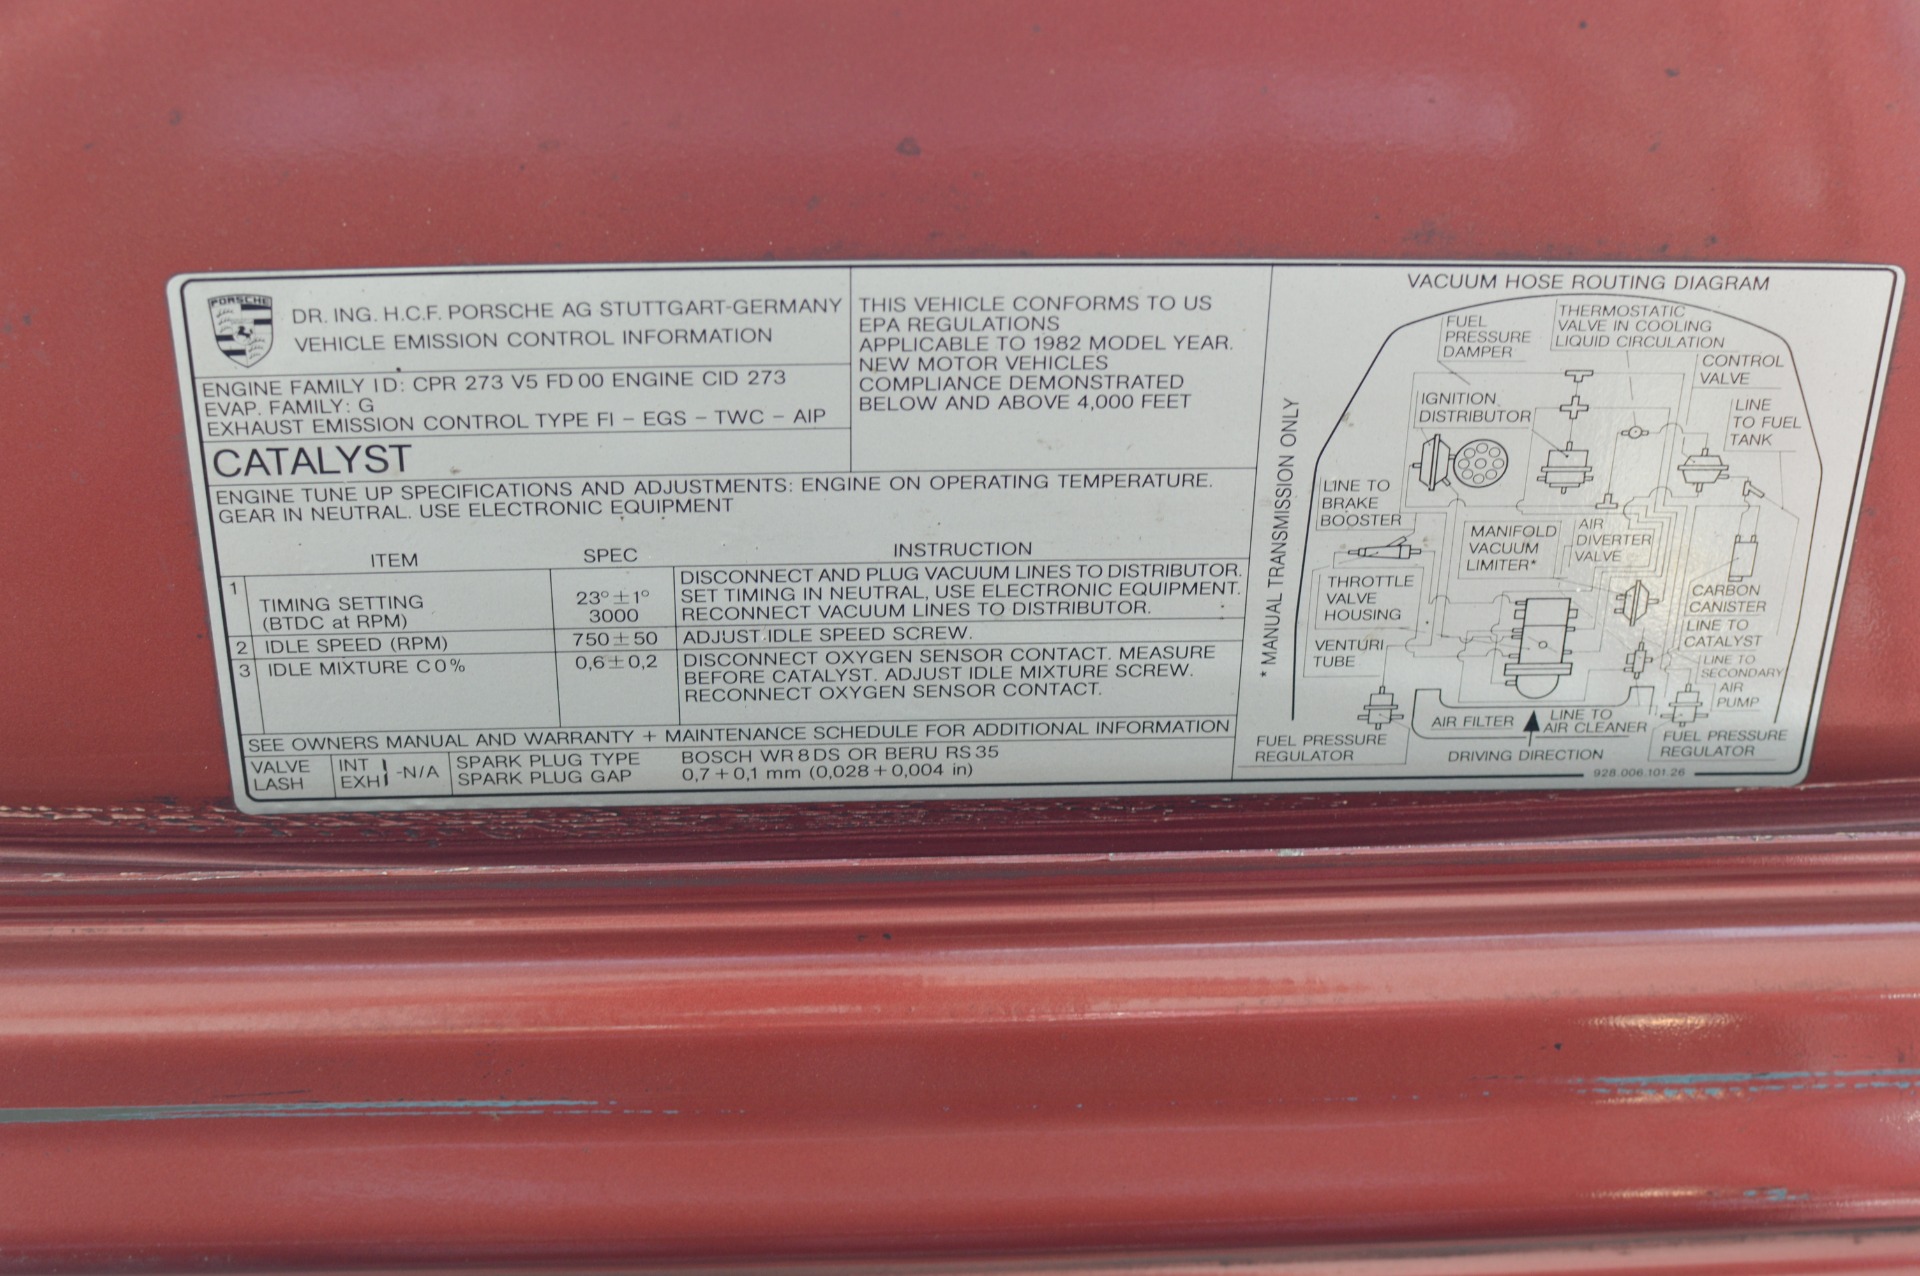 PORSCHE
DR. ING. H.C.F. PORSCHE AG STUTTGART-GERMANY
VEHICLE EMISSION CONTROL INFORMATION
ENGINE FAMILY ID: CPR 273 V5 FD 00 ENGINE CID 273
EVAP. FAMILY: G
EXHAUST EMISSION CONTROL TYPE FI - EGS - TWC - AIP
CATALYST
THIS VEHICLE CONFORMS TO US
EPA REGULATIONS
APPLICABLE TO 1982 MODEL YEAR.
NEW MOTOR VEHICLES
COMPLIANCE DEMONSTRATED
BELOW AND ABOVE 4,000 FEET
ENGINE TUNE UP SPECIFICATIONS AND ADJUSTMENTS: ENGINE ON OPERATING TEMPERATURE.
GEAR IN NEUTRAL. USE ELECTRONIC EQUIPMENT
ITEM SPEC INSTRUCTION
1 TIMING SETTING
(BTDC at RPM)
23°±1°
3000
DISCONNECT AND PLUG VACUUM LINES TO DISTRIBUTOR.
SET TIMING IN NEUTRAL, USE ELECTRONIC EQUIPMENT.
RECONNECT VACUUM LINES TO DISTRIBUTOR.
2 IDLE SPEED (RPM) 750±50 ADJUST IDLE SPEED SCREW.
3 IDLE MIXTURE C0% 0,6±0,2
DISCONNECT OXYGEN SENSOR CONTACT. MEASURE
BEFORE CATALYST. ADJUST IDLE MIXTURE SCREW.
RECONNECT OXYGEN SENSOR CONTACT.
SEE OWNERS MANUAL AND WARRANTY + MAINTENANCE SCHEDULE FOR ADDITIONAL INFORMATION
VALVE
LASH
INT
EXH
-N/A
SPARK PLUG TYPE BOSCH WR8DS OR BERU RS35
SPARK PLUG GAP 0,7+0,1 mm (0,028+0,004 in)
* MANUAL TRANSMISSION ONLY
VACUUM HOSE ROUTING DIAGRAM
FUEL
PRESSURE
DAMPER
THERMOSTATIC
VALVE IN COOLING
LIQUID CIRCULATION
CONTROL
VALVE
IGNITION
DISTRIBUTOR
LINE
TO FUEL
TANK
LINE TO
BRAKE
BOOSTER
MANIFOLD
VACUUM
LIMITER*
AIR
DIVERTER
VALVE
THROTTLE
VALVE
HOUSING
CARBON
CANISTER
LINE TO
CATALYST
VENTURI
TUBE
LINE TO
SECONDARY
AIR
PUMP
AIR FILTER
LINE TO
AIR CLEANER
FUEL PRESSURE
REGULATOR
DRIVING DIRECTION
FUEL PRESSURE
REGULATOR
928.006.101.26